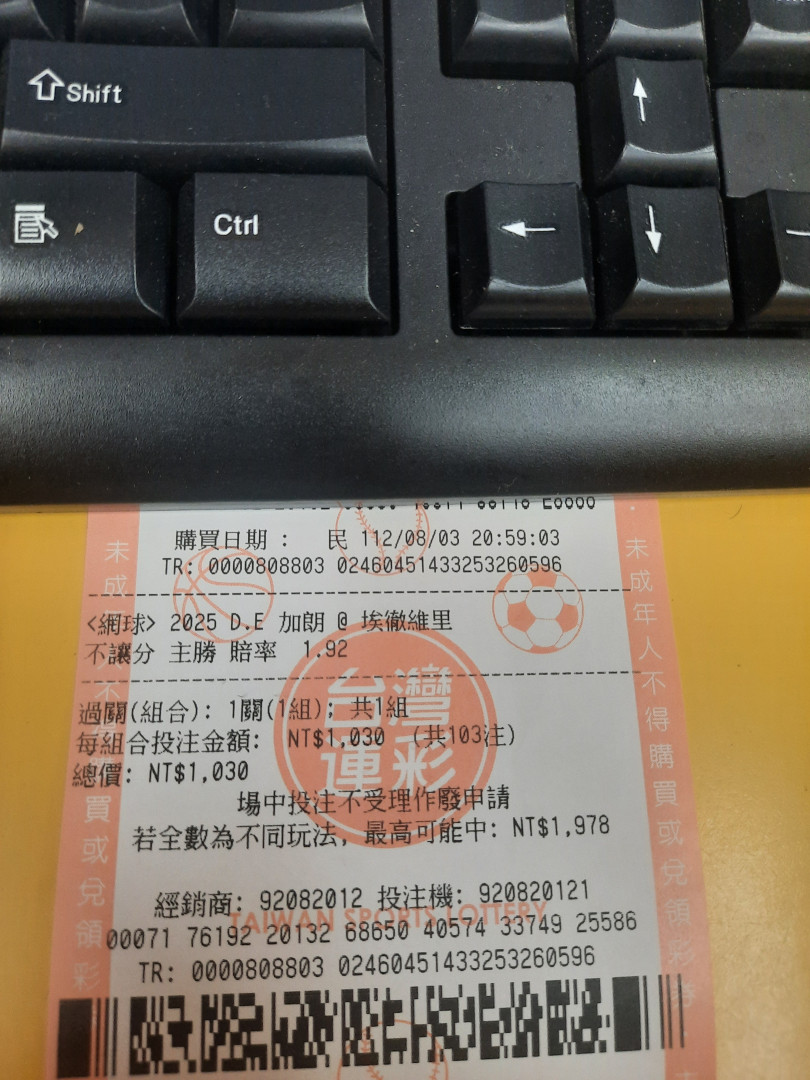 Shift
Ctrl
購買日期： 民 112/08/03 20:59:03
TR: 0000808803 02460451433253260596
<網球> 2025 D.E 加朗 @ 埃徹維里
不讓分 主勝 賠率 1.92
台灣
運彩
過關(組合): 1關(1組); 共1組
每組合投注金額: NT$1,030 (共103注)
總價: NT$1,030
場中投注不受理作廢申請
若全數為不同玩法, 最高可能中: NT$1,978
經銷商: 92082012 投注機: 920820121
TAIWAN SPORTS LOTTERY
00071 76192 20132 68650 40574 33749 25586
TR: 0000808803 02460451433253260596
未成年人不得購買或兌領彩券